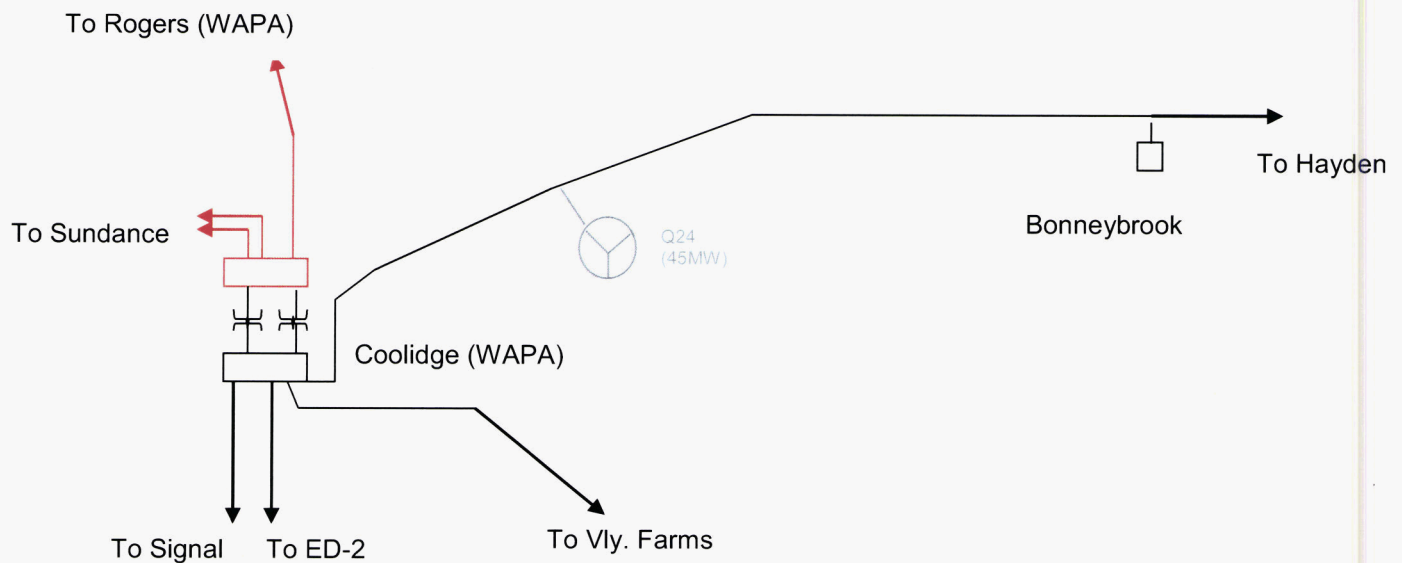 To Rogers (WAPA)
To Hayden
To Sundance
Bonneybrook
Q24
(45MW)
Coolidge (WAPA)
To Signal
To ED-2
To Vly. Farms